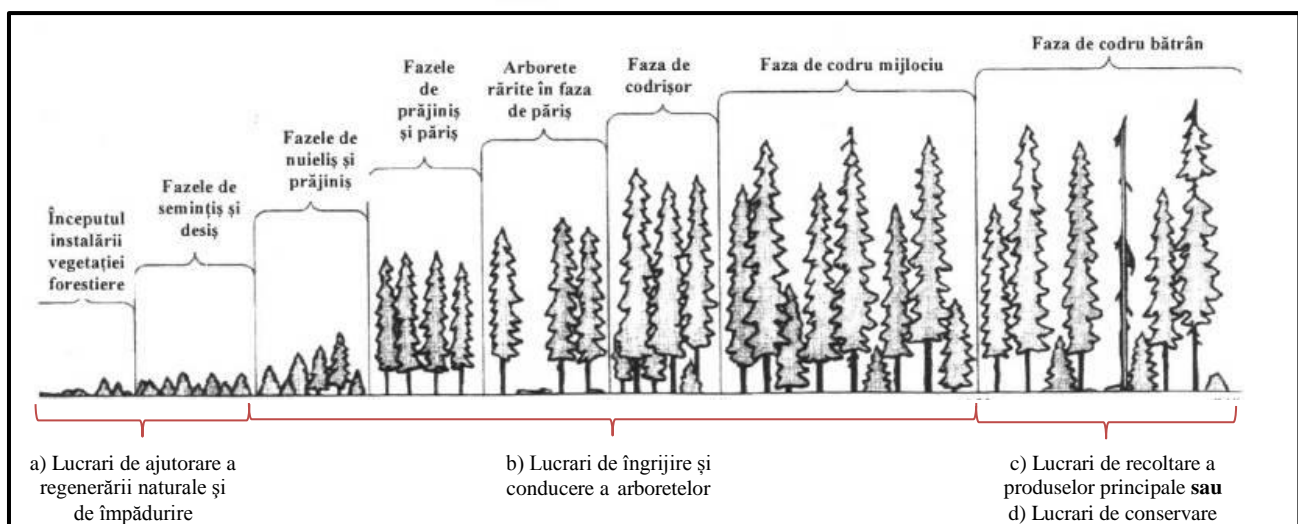 Începutul
instalării
vegetației
forestiere
Fazele de
semințiș și
desiș
Fazele de
nuieliș și
prăjiniș
Fazele
de
prăjiniș
și păriș
Arborete
rărite în faza
de păriș
Faza de
codrișor
Faza de codru mijlociu
Faza de codru bătrân
a) Lucrari de ajutorare a
regenerării naturale şi
de împădurire
b) Lucrari de îngrijire și
conducere a arboretelor
c) Lucrari de recoltare a
produselor principale sau
d) Lucrari de conservare